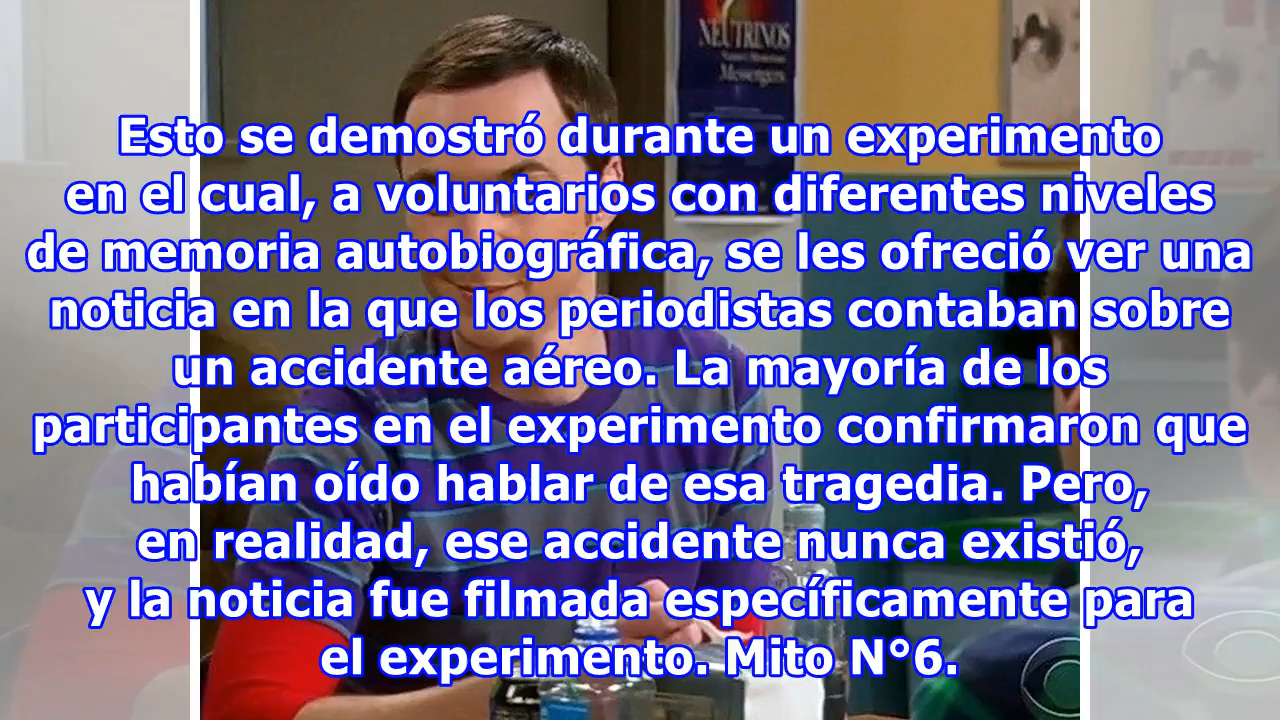 NEUTRINOS
Messengers
Esto se demostró durante un experimento
en el cual, a voluntarios con diferentes niveles
de memoria autobiográfica, se les ofreció ver una
noticia en la que los periodistas contaban sobre
un accidente aéreo. La mayoría de los
participantes en el experimento confirmaron que
habían oído hablar de esa tragedia. Pero,
en realidad, ese accidente nunca existió,
y la noticia fue filmada específicamente para
el experimento. Mito N°6.